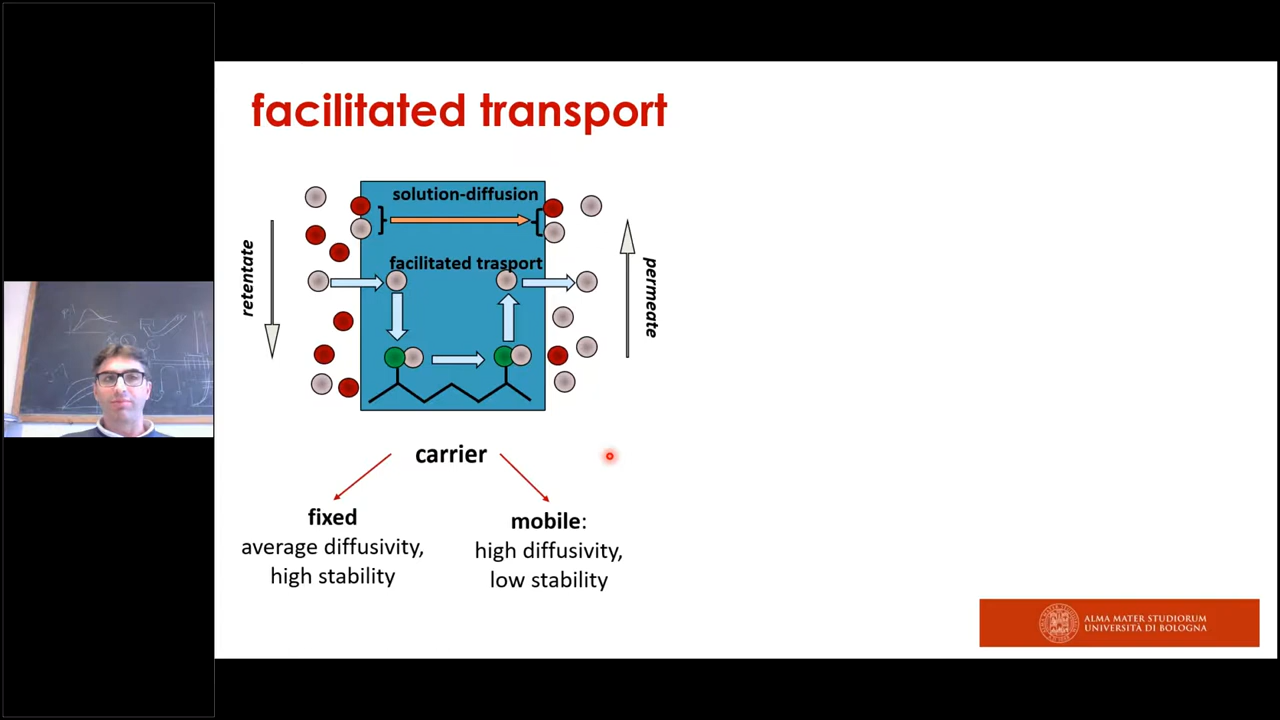 facilitated transport
solution-diffusion
facilitated trasport
retentate
permeate
carrier
fixed
average diffusivity,
high stability
mobile:
high diffusivity,
low stability
ALMA MATER STUDIORUM
UNIVERSITÀ DI BOLOGNA